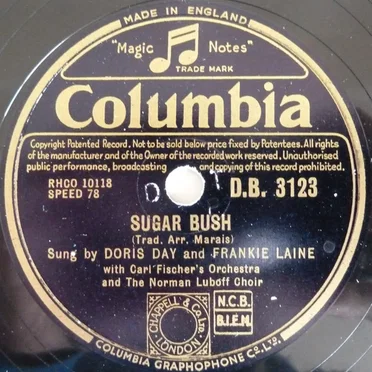 MADE IN ENGLAND
"Magic Notes"
TRADE MARK
Columbia
Copyright Patented Record. Not to be sold below price fixed by Patentees. All rights
of the manufacturer and of the Owner of the recorded work reserved. Unauthorised
public performance, broadcasting and copying of this record prohibited.
RHCO 10118
SPEED 78
D.B. 3123
SUGAR BUSH
(Trad. Arr. Marais)
Sung by DORIS DAY and FRANKIE LAINE
with Carl Fischer's Orchestra
and The Norman Luboff Choir
CHAPPELL & Co. Ltd.
LONDON
N.C.B.
B.I.E.M.
COLUMBIA GRAPHOPHONE Co. LTD.